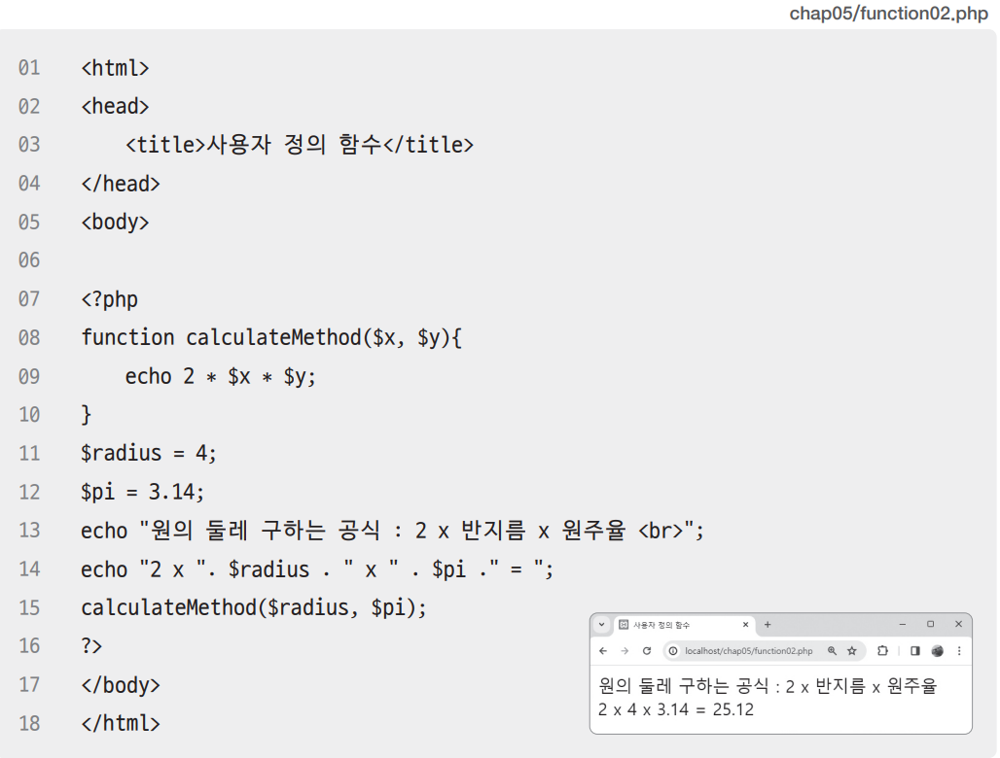 chap05/function02.php
01 <html>
02 <head>
03     <title>사용자 정의 함수</title>
04 </head>
05 <body>
06
07 <?php
08 function calculateMethod($x, $y){
09     echo 2 * $x * $y;
10 }
11 $radius = 4;
12 $pi = 3.14;
13 echo "원의 둘레 구하는 공식 : 2 x 반지름 x 원주율 <br>";
14 echo "2 x ". $radius . " x " . $pi ." = ";
15 calculateMethod($radius, $pi);
16 ?>
17 </body>
18 </html>
사용자 정의 함수
localhost/chap05/function02.php
원의 둘레 구하는 공식 : 2 x 반지름 x 원주율
2 x 4 x 3.14 = 25.12